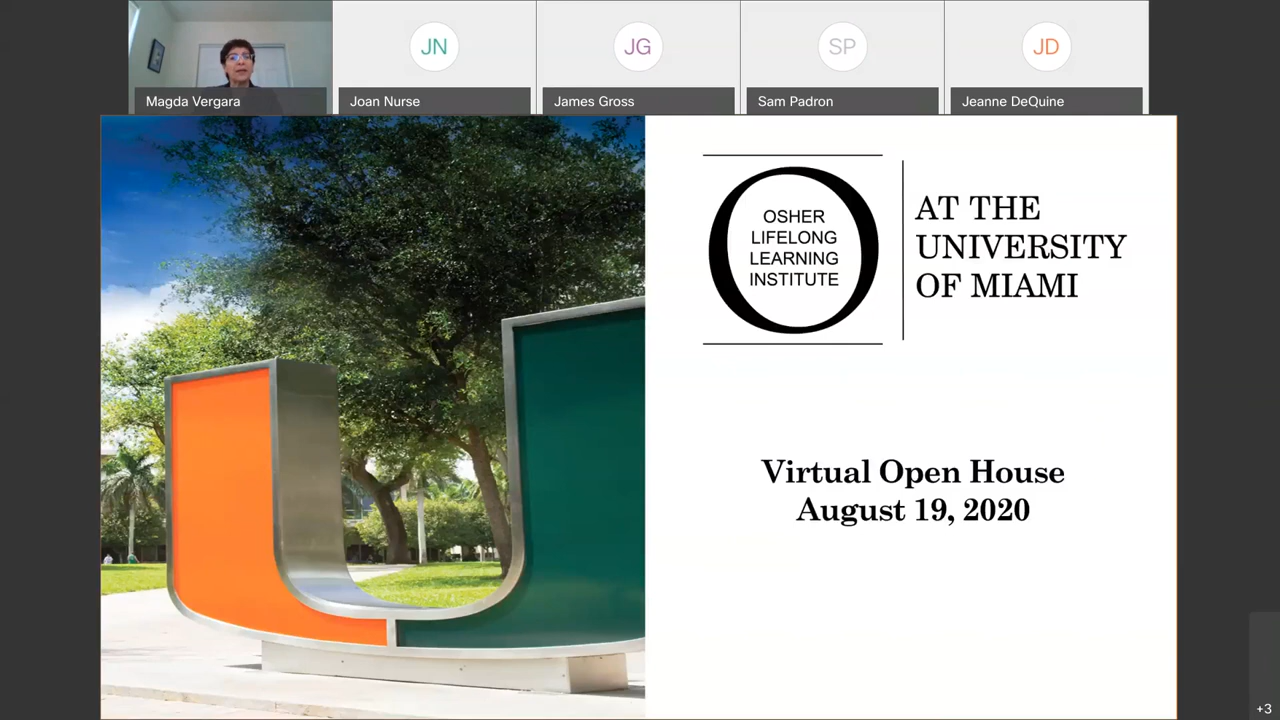 JN
JG
SP
JD
Magda Vergara
Joan Nurse
James Gross
Sam Padron
Jeanne DeQuine
OSHER
LIFELONG
LEARNING
INSTITUTE
AT THE
UNIVERSITY
OF MIAMI
Virtual Open House
August 19, 2020
+3